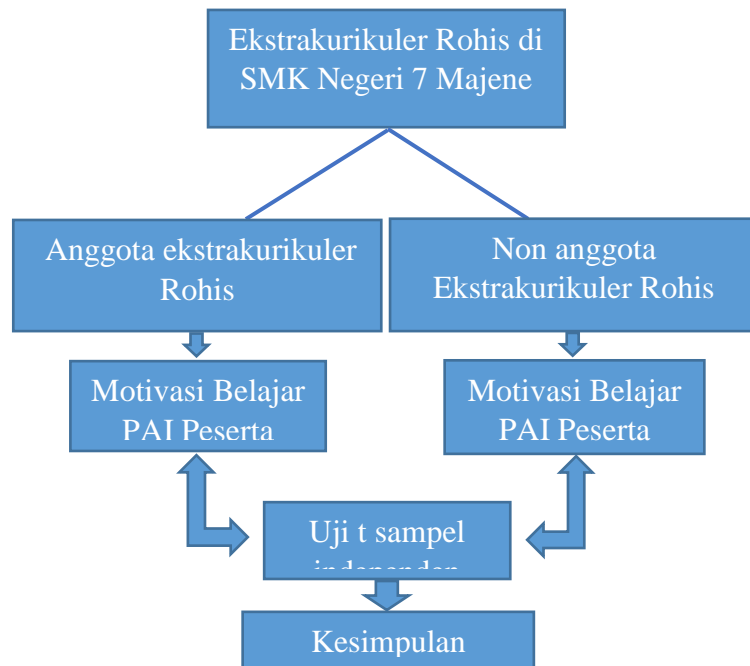 Ekstrakurikuler Rohis di
SMK Negeri 7 Majene
Anggota ekstrakurikuler
Rohis
Non anggota
Ekstrakurikuler Rohis
Motivasi Belajar
PAI Peserta
Motivasi Belajar
PAI Peserta
Uji t sampel
independen
Kesimpulan